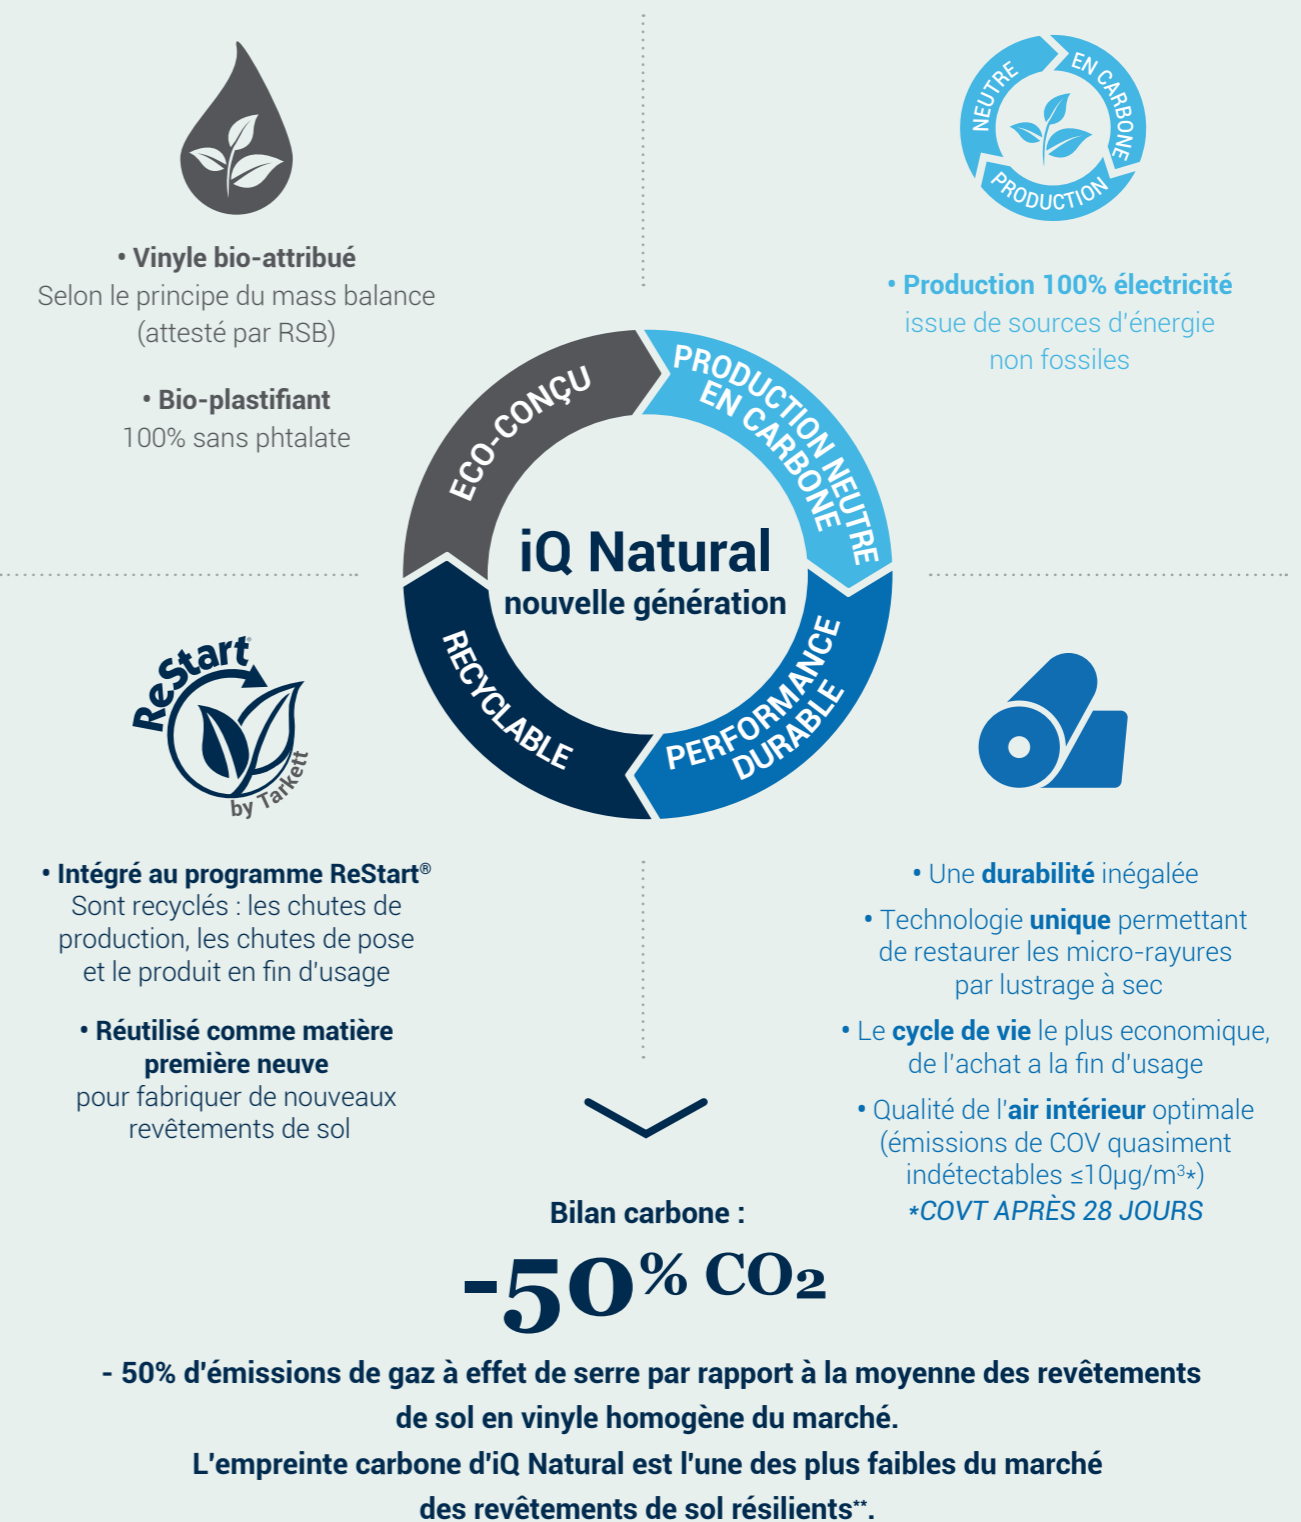 • Vinyle bio-attribué
Selon le principe du mass balance
(attesté par RSB)
• Bio-plastifiant
100% sans phtalate
NEUTRE
EN CARBONE
PRODUCTION
• Production 100% électricité
issue de sources d'énergie
non fossiles
ECO-CONÇU
PRODUCTION NEUTRE
EN CARBONE
PERFORMANCE
DURABLE
RECYCLABLE
iQ Natural
nouvelle génération
ReStart®
by Tarkett
• Intégré au programme ReStart®
Sont recyclés : les chutes de
production, les chutes de pose
et le produit en fin d'usage
• Réutilisé comme matière
première neuve
pour fabriquer de nouveaux
revêtements de sol
• Une durabilité inégalée
• Technologie unique permettant
de restaurer les micro-rayures
par lustrage à sec
• Le cycle de vie le plus economique,
de l'achat a la fin d'usage
• Qualité de l'air intérieur optimale
(émissions de COV quasiment
indétectables ≤10µg/m³*)
*COVT APRÈS 28 JOURS
Bilan carbone :
-50% CO₂
- 50% d'émissions de gaz à effet de serre par rapport à la moyenne des revêtements
de sol en vinyle homogène du marché.
L'empreinte carbone d'iQ Natural est l'une des plus faibles du marché
des revêtements de sol résilients**.